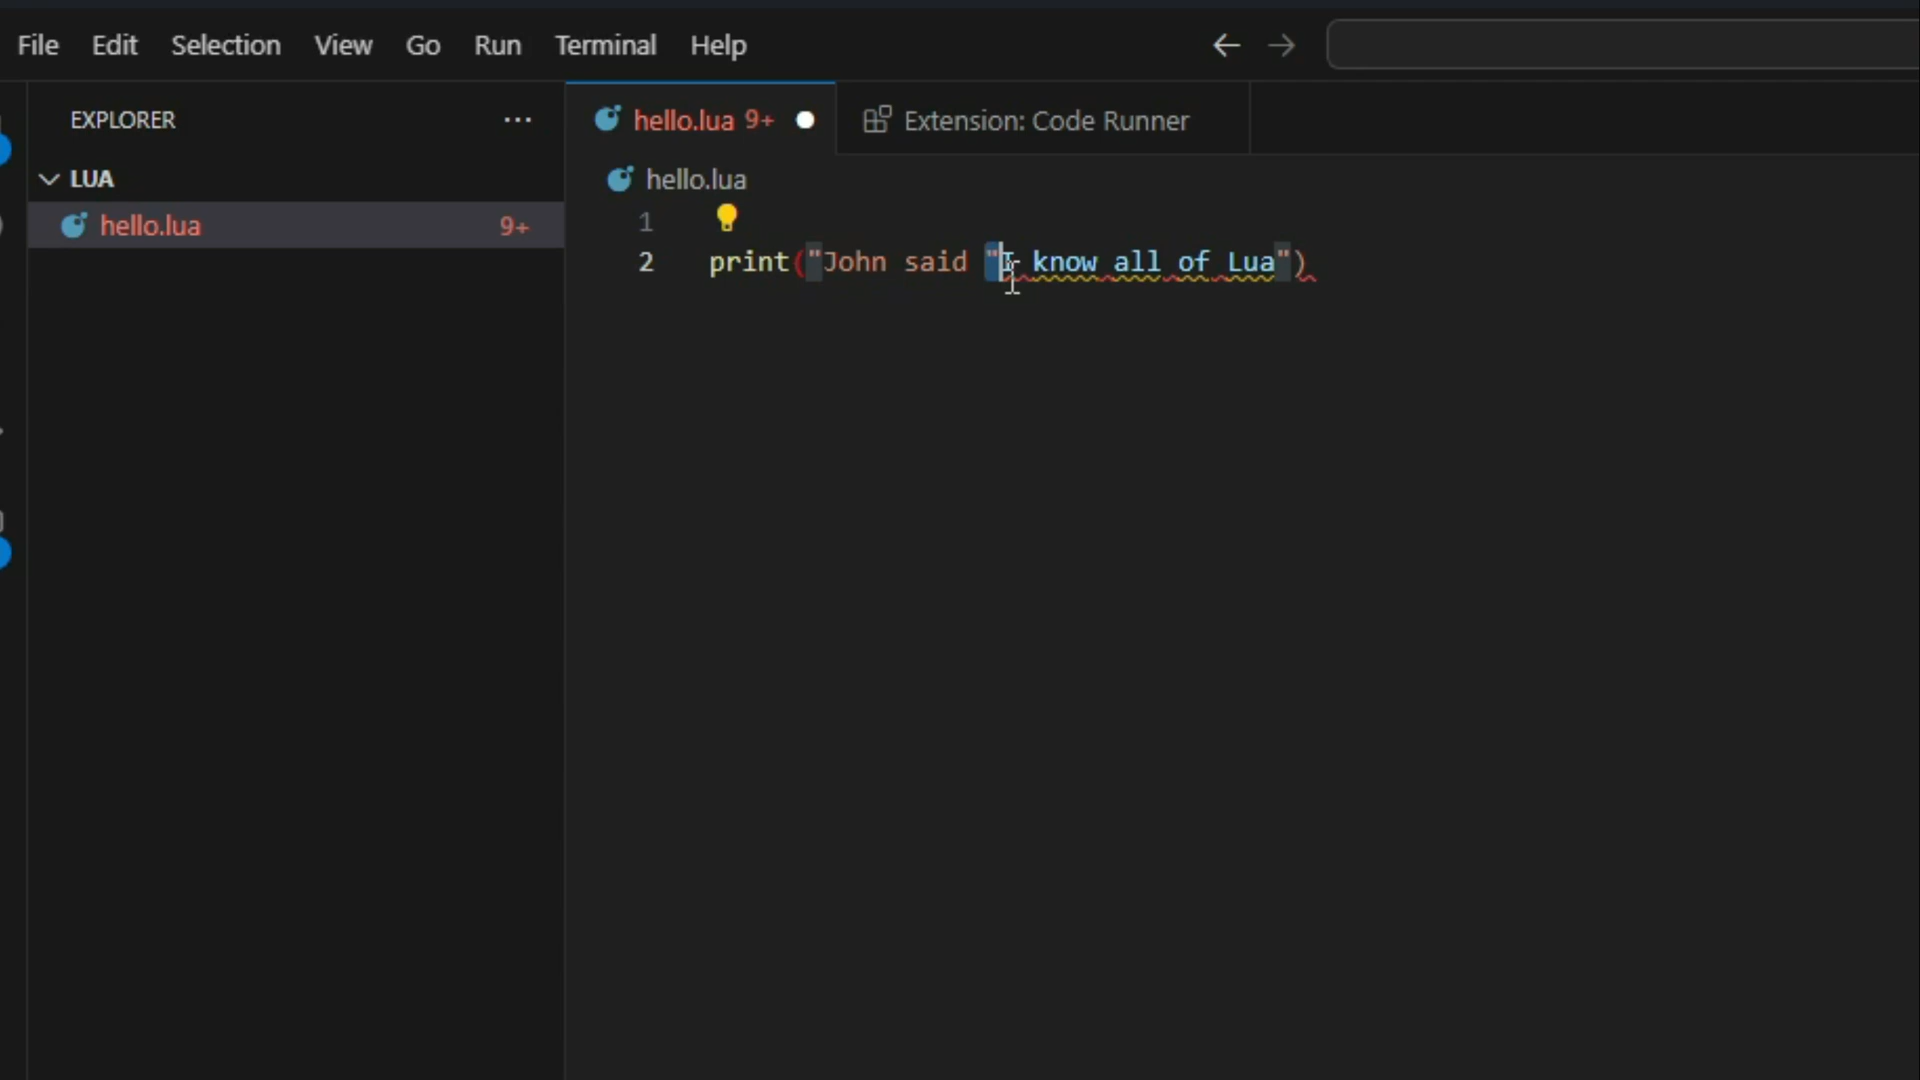 File Edit Selection View Go Run Terminal Help
EXPLORER ...
hello.lua 9+
Extension: Code Runner
LUA
hello.lua
hello.lua 9+
1
2 print("John said "I know all of Lua")